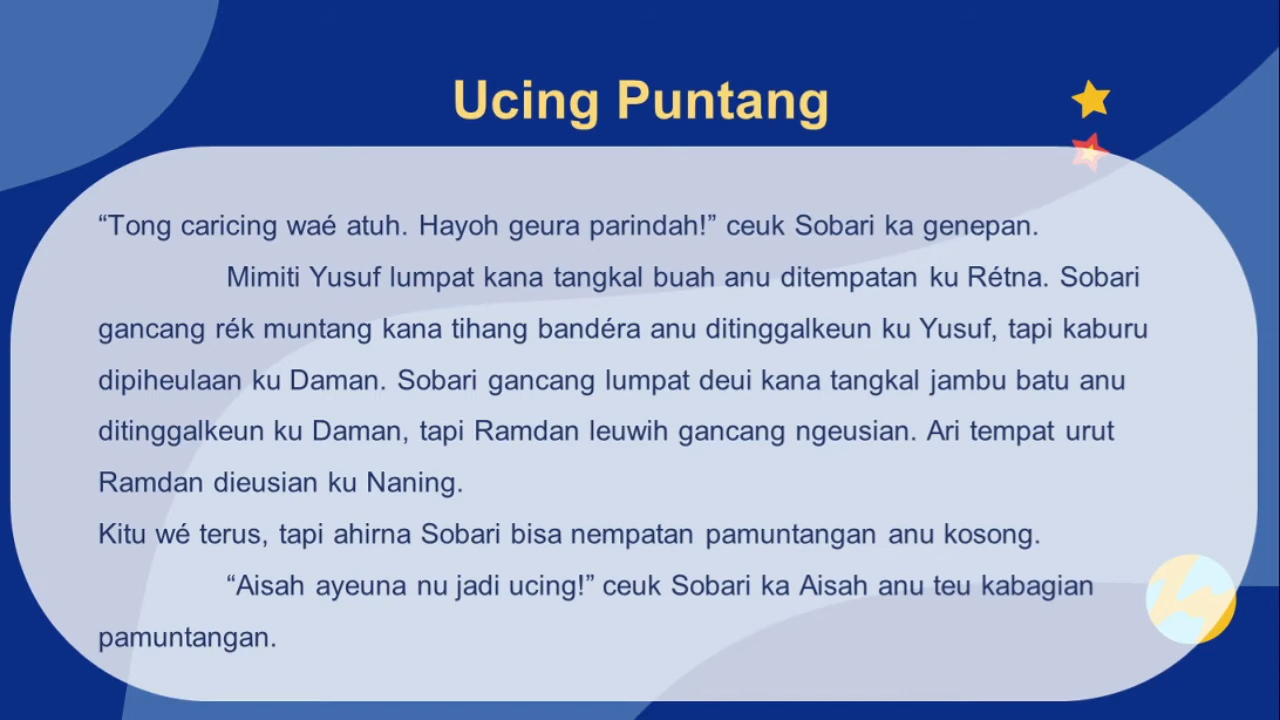 Ucing Puntang
“Tong caricing waé atuh. Hayoh geura parindah!” ceuk Sobari ka genepan.
Mimiti Yusuf lumpat kana tangkal buah anu ditempatan ku Rétna. Sobari
gancang rék muntang kana tihang bandéra anu ditinggalkeun ku Yusuf, tapi kaburu
dipiheulaan ku Daman. Sobari gancang lumpat deui kana tangkal jambu batu anu
ditinggalkeun ku Daman, tapi Ramdan leuwih gancang ngeusian. Ari tempat urut
Ramdan dieusian ku Naning.
Kitu wé terus, tapi ahirna Sobari bisa nempatan pamuntangan anu kosong.
“Aisah ayeuna nu jadi ucing!” ceuk Sobari ka Aisah anu teu kabagian
pamuntangan.